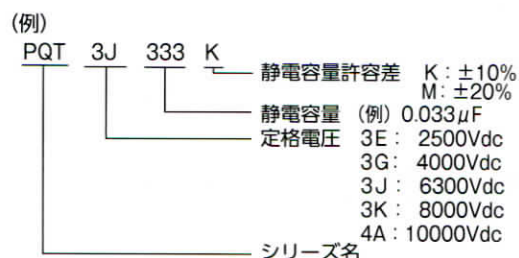 (例)
PQT 3J 333 K
静電容量許容差 K：±10%
M：±20%
静電容量 (例) 0.033μF
定格電圧 3E： 2500Vdc
3G： 4000Vdc
3J： 6300Vdc
3K： 8000Vdc
4A：10000Vdc
シリーズ名